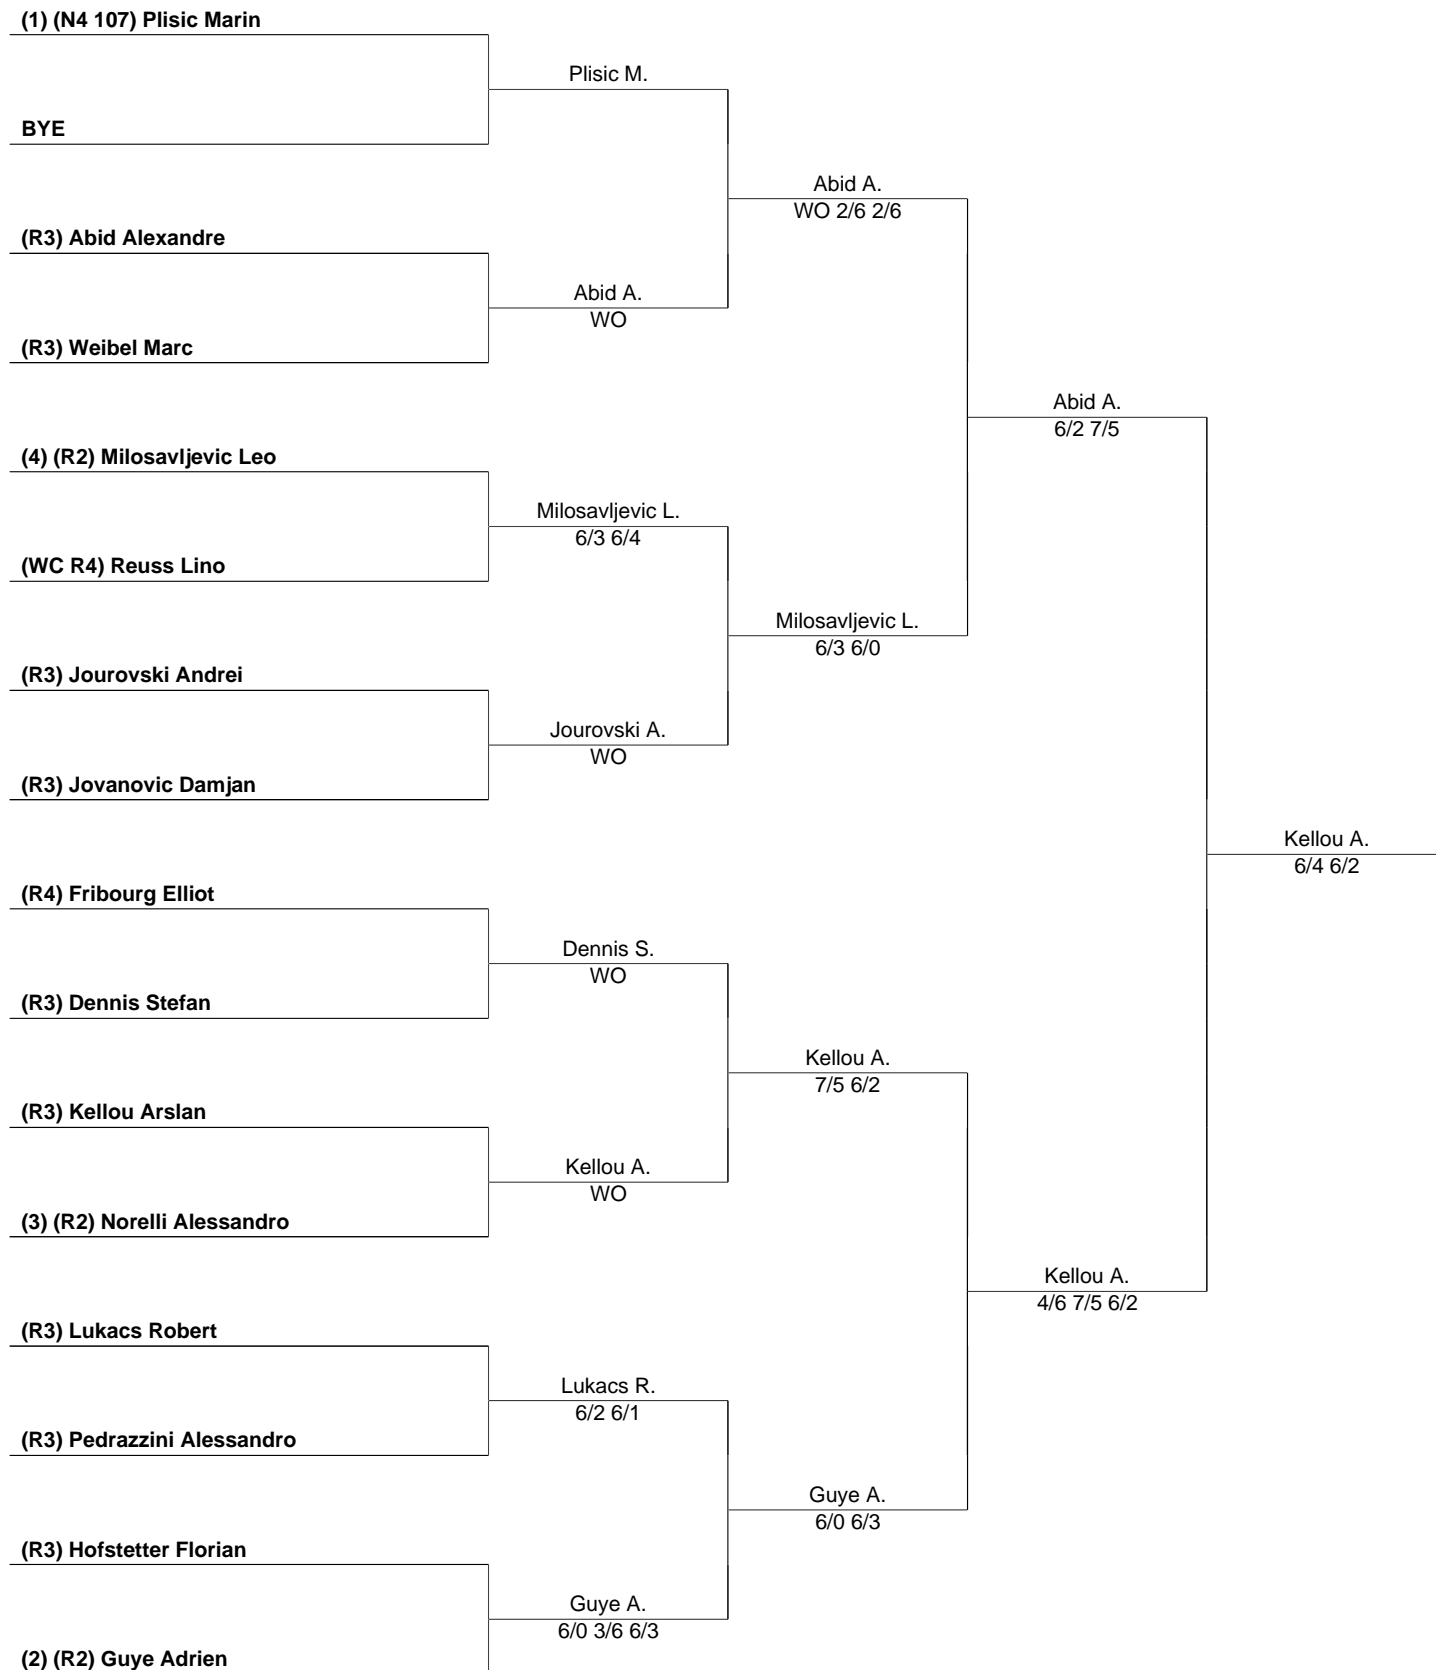 (1) (N4 107) Plisic Marin
Plisic M.
BYE
Abid A.
WO 2/6 2/6
(R3) Abid Alexandre
Abid A.
WO
(R3) Weibel Marc
Abid A.
6/2 7/5
(4) (R2) Milosavljevic Leo
Milosavljevic L.
6/3 6/4
(WC R4) Reuss Lino
Milosavljevic L.
6/3 6/0
(R3) Jourovski Andrei
Jourovski A.
WO
(R3) Jovanovic Damjan
Kellou A.
6/4 6/2
(R4) Fribourg Elliot
Dennis S.
WO
(R3) Dennis Stefan
Kellou A.
7/5 6/2
(R3) Kellou Arslan
Kellou A.
WO
(3) (R2) Norelli Alessandro
Kellou A.
4/6 7/5 6/2
(R3) Lukacs Robert
Lukacs R.
6/2 6/1
(R3) Pedrazzini Alessandro
Guye A.
6/0 6/3
(R3) Hofstetter Florian
Guye A.
6/0 3/6 6/3
(2) (R2) Guye Adrien